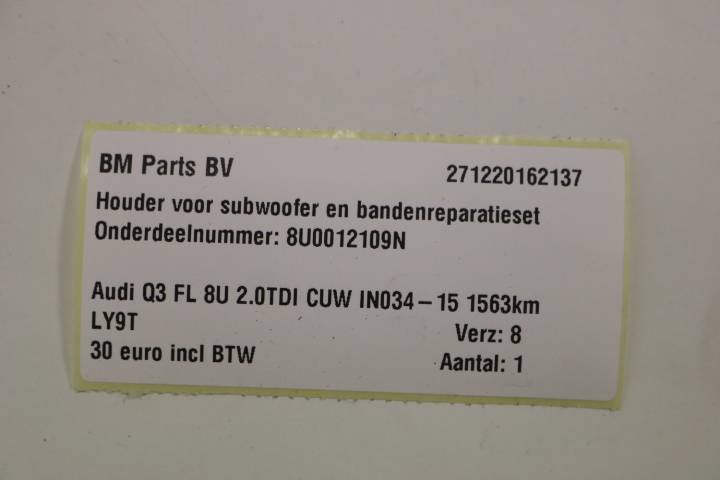 BM Parts BV 271220162137
Houder voor subwoofer en bandenreparatieset
Onderdeelnummer: 8U0012109N
Audi Q3 FL 8U 2.0TDI CUW IN034-15 1563km
LY9T Verz: 8
30 euro incl BTW Aantal: 1